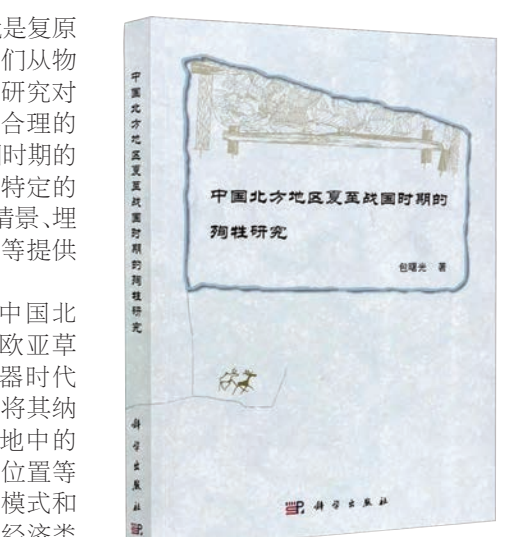 是复原
们从物
研究对
合理的
时期的
特定的
情景、埋
等提供
中国北
欧亚草
器时代
将其纳
地中的
位置等
模式和
经济类
中国北方地区夏至战国时期的殉牲研究
科学出版社
中国北方地区夏至战国时期的
殉牲研究
包曙光 著
科学出版社